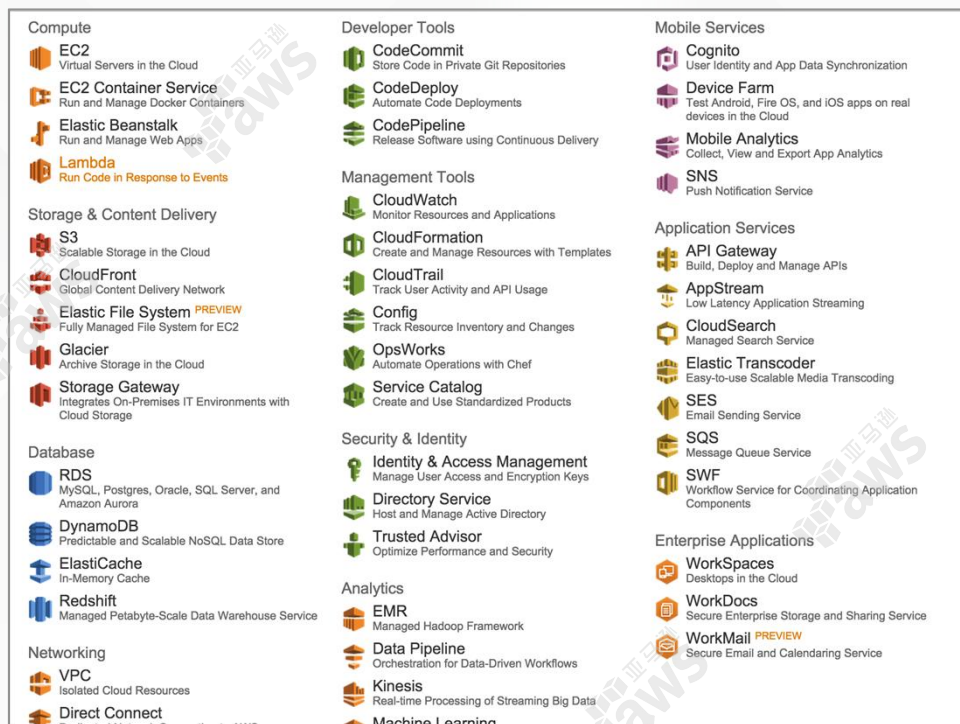 Compute
EC2
Virtual Servers in the Cloud
EC2 Container Service
Run and Manage Docker Containers
Elastic Beanstalk
Run and Manage Web Apps
Lambda
Run Code in Response to Events
Storage & Content Delivery
S3
Scalable Storage in the Cloud
CloudFront
Global Content Delivery Network
Elastic File System PREVIEW
Fully Managed File System for EC2
Glacier
Archive Storage in the Cloud
Storage Gateway
Integrates On-Premises IT Environments with
Cloud Storage
Database
RDS
MySQL, Postgres, Oracle, SQL Server, and
Amazon Aurora
DynamoDB
Predictable and Scalable NoSQL Data Store
ElastiCache
In-Memory Cache
Redshift
Managed Petabyte-Scale Data Warehouse Service
Networking
VPC
Isolated Cloud Resources
Direct Connect
Developer Tools
CodeCommit
Store Code in Private Git Repositories
CodeDeploy
Automate Code Deployments
CodePipeline
Release Software using Continuous Delivery
Management Tools
CloudWatch
Monitor Resources and Applications
CloudFormation
Create and Manage Resources with Templates
CloudTrail
Track User Activity and API Usage
Config
Track Resource Inventory and Changes
OpsWorks
Automate Operations with Chef
Service Catalog
Create and Use Standardized Products
Security & Identity
Identity & Access Management
Manage User Access and Encryption Keys
Directory Service
Host and Manage Active Directory
Trusted Advisor
Optimize Performance and Security
Analytics
EMR
Managed Hadoop Framework
Data Pipeline
Orchestration for Data-Driven Workflows
Kinesis
Real-time Processing of Streaming Big Data
Machine Learning
Mobile Services
Cognito
User Identity and App Data Synchronization
Device Farm
Test Android, Fire OS, and iOS apps on real
devices in the Cloud
Mobile Analytics
Collect, View and Export App Analytics
SNS
Push Notification Service
Application Services
API Gateway
Build, Deploy and Manage APIs
AppStream
Low Latency Application Streaming
CloudSearch
Managed Search Service
Elastic Transcoder
Easy-to-use Scalable Media Transcoding
SES
Email Sending Service
SQS
Message Queue Service
SWF
Workflow Service for Coordinating Application
Components
Enterprise Applications
WorkSpaces
Desktops in the Cloud
WorkDocs
Secure Enterprise Storage and Sharing Service
WorkMail PREVIEW
Secure Email and Calendaring Service
亚马逊
aws
亚马逊
aws
亚马逊
aws
亚马逊
aws